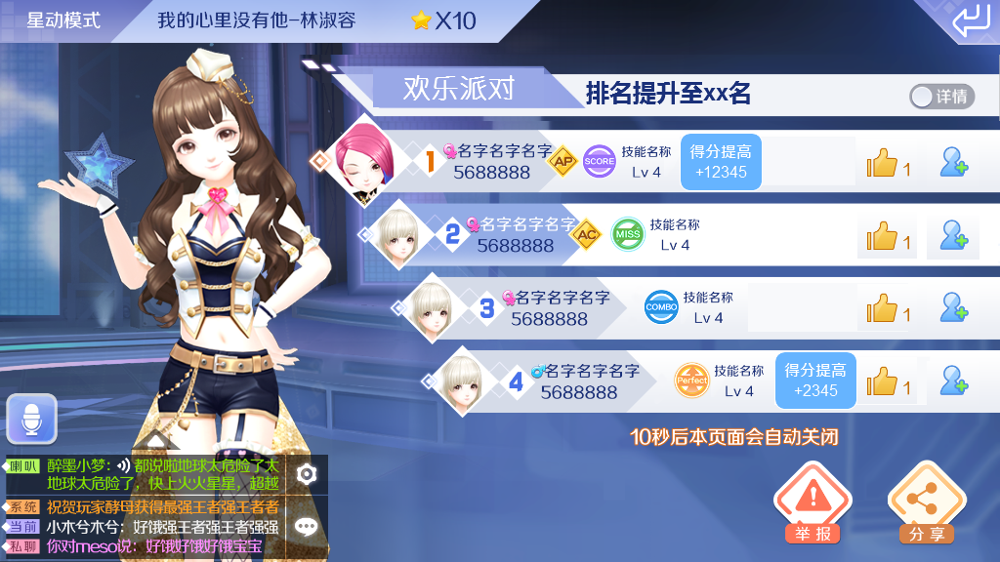 星动模式
我的心里没有他-林淑容
X10
欢乐派对
排名提升至xx名
详情
1
名字名字名字
5688888
AP
SCORE
技能名称
Lv 4
得分提高
+12345
1
2
名字名字名字
5688888
AC
MISS
技能名称
Lv 4
1
3
名字名字名字
5688888
COMBO
技能名称
Lv 4
1
4
名字名字名字
5688888
Perfect
技能名称
Lv 4
得分提高
+2345
1
10秒后本页面会自动关闭
喇叭 醉墨小梦: 都说啦地球太危险了太
地球太危险了，快上火火星星，超越
系统 祝贺玩家酵母获得最强王者强王者者
当前 小木兮木兮: 好饿强王者强王者强强
私聊 你对meso说: 好饿好饿好饿宝宝
举报
分享